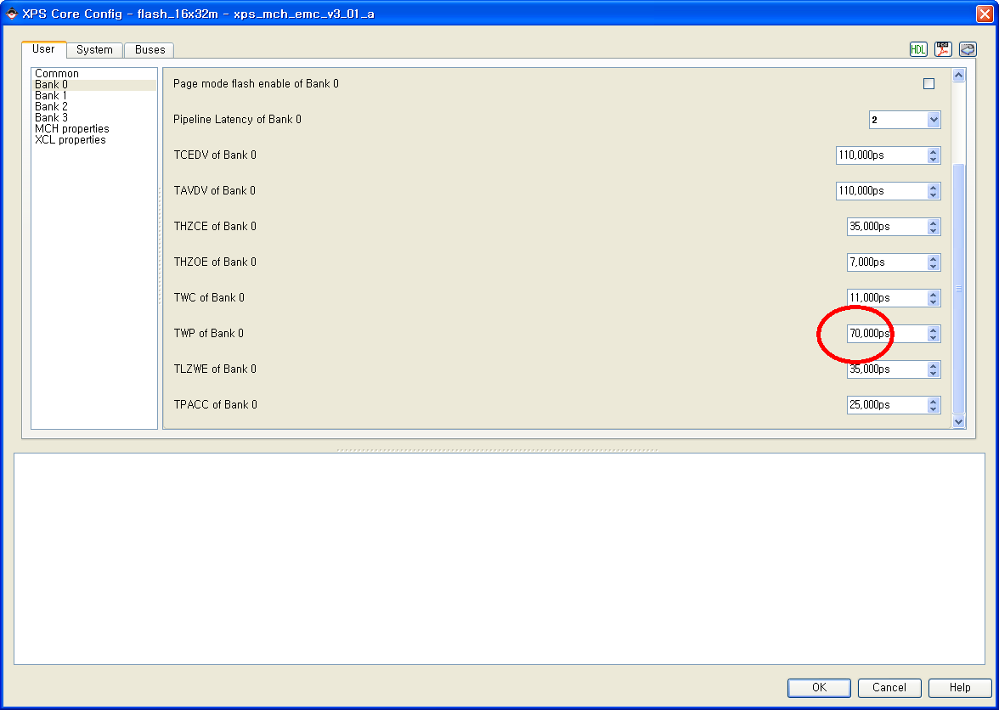 XPS Core Config - flash_16x32m - xps_mch_emc_v3_01_a
User System Buses
HDL
PDF
Common
Bank 0
Bank 1
Bank 2
Bank 3
MCH properties
XCL properties
Page mode flash enable of Bank 0
Pipeline Latency of Bank 0 2
TCEDV of Bank 0 110,000ps
TAVDV of Bank 0 110,000ps
THZCE of Bank 0 35,000ps
THZOE of Bank 0 7,000ps
TWC of Bank 0 11,000ps
TWP of Bank 0 70,000ps
TLZWE of Bank 0 35,000ps
TPACC of Bank 0 25,000ps
OK Cancel Help